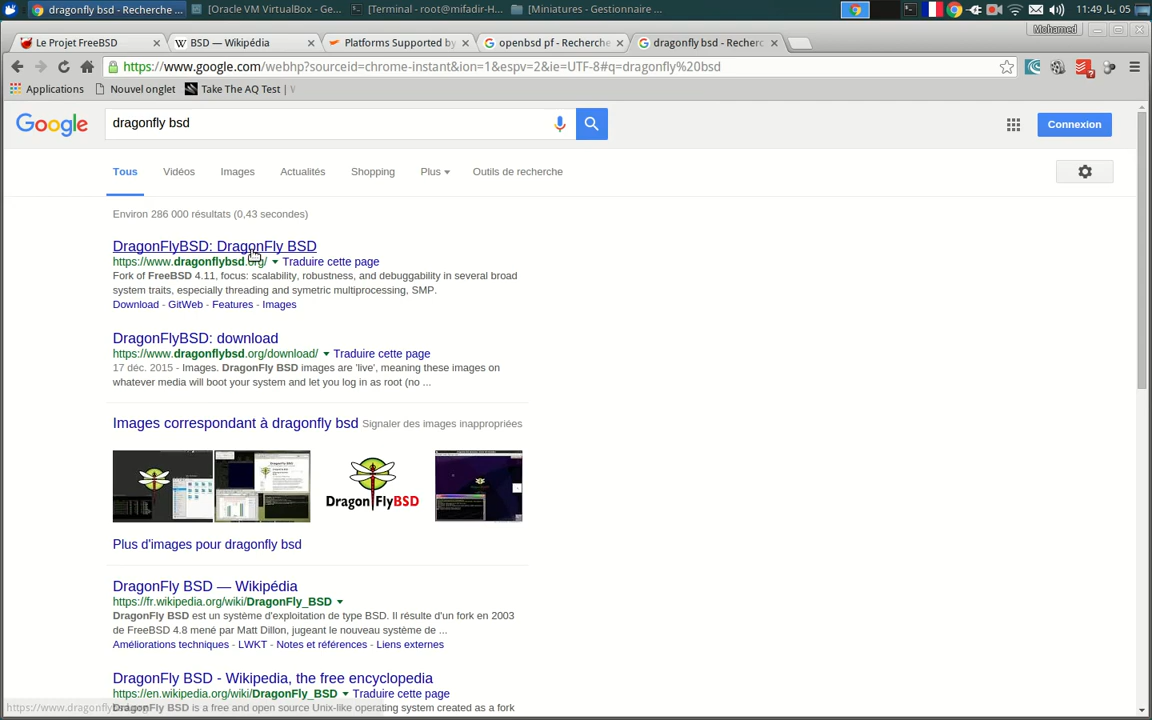 dragonfly bsd - Recherche ...
[Oracle VM VirtualBox - Ge...
[Terminal - root@mifadir-H...
[Miniatures - Gestionnaire ...
11:49 ,يناير 05
Le Projet FreeBSD
BSD — Wikipédia
Platforms Supported by
openbsd pf - Recherche
dragonfly bsd - Recherc
Mohamed
https://www.google.com/webhp?sourceid=chrome-instant&ion=1&espv=2&ie=UTF-8#q=dragonfly%20bsd
Applications
Nouvel onglet
Take The AQ Test | V
Google
dragonfly bsd
Connexion
Tous
Vidéos
Images
Actualités
Shopping
Plus
Outils de recherche
Environ 286 000 résultats (0,43 secondes)
DragonFlyBSD: DragonFly BSD
https://www.dragonflybsd.org/ Traduire cette page
Fork of FreeBSD 4.11, focus: scalability, robustness, and debuggability in several broad
system traits, especially threading and symetric multiprocessing, SMP.
Download - GitWeb - Features - Images
DragonFlyBSD: download
https://www.dragonflybsd.org/download/ Traduire cette page
17 déc. 2015 - Images. DragonFly BSD images are 'live', meaning these images on
whatever media will boot your system and let you log in as root (no ...
Images correspondant à dragonfly bsd Signaler des images inappropriées
DragonFlyBSD
Plus d'images pour dragonfly bsd
DragonFly BSD — Wikipédia
https://fr.wikipedia.org/wiki/DragonFly_BSD
DragonFly BSD est un système d'exploitation de type BSD. Il résulte d'un fork en 2003
de FreeBSD 4.8 mené par Matt Dillon, jugeant le nouveau système de ...
Améliorations techniques - LWKT - Notes et références - Liens externes
DragonFly BSD - Wikipedia, the free encyclopedia
https://en.wikipedia.org/wiki/DragonFly_BSD Traduire cette page
DragonFly BSD is a free and open source Unix-like operating system created as a fork
https://www.dragonfly